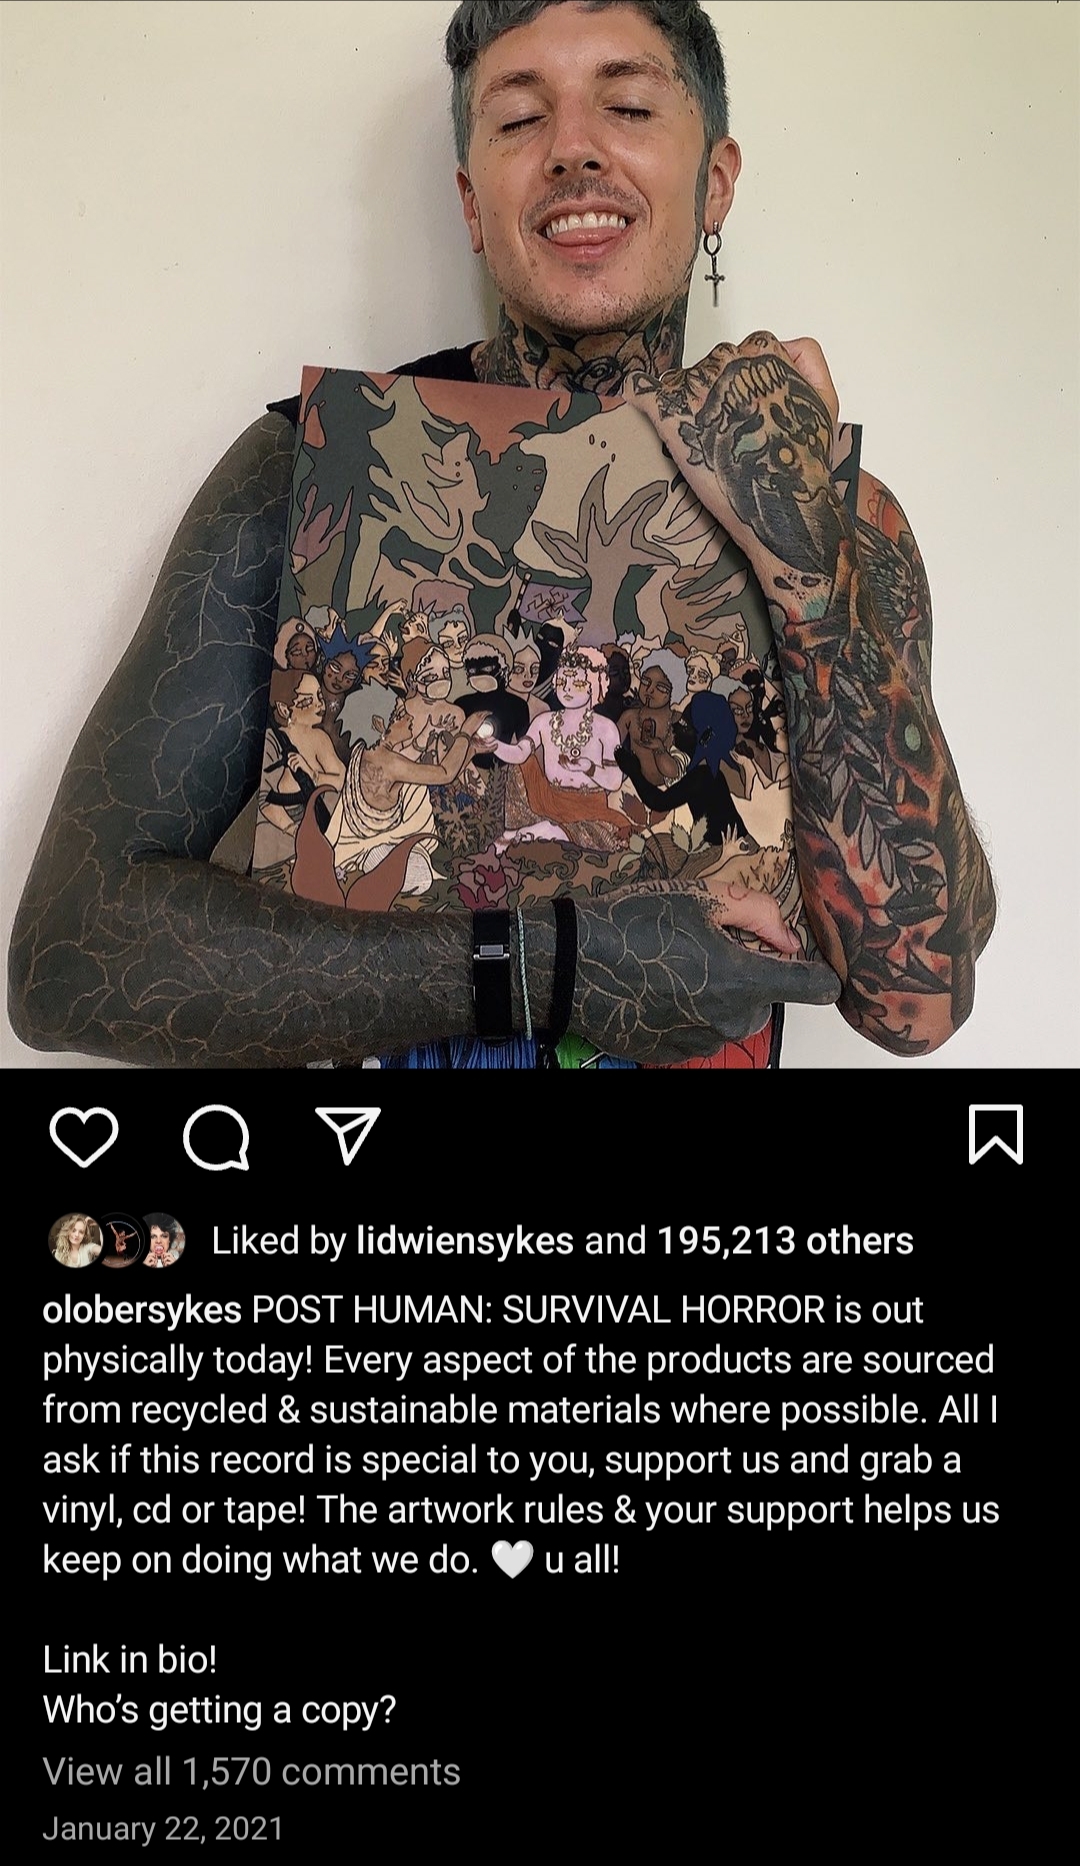 Liked by lidwiensykes and 195,213 others
olobersykes POST HUMAN: SURVIVAL HORROR is out
physically today! Every aspect of the products are sourced
from recycled & sustainable materials where possible. All I
ask if this record is special to you, support us and grab a
vinyl, cd or tape! The artwork rules & your support helps us
keep on doing what we do. 🤍 u all!
Link in bio!
Who’s getting a copy?
View all 1,570 comments
January 22, 2021